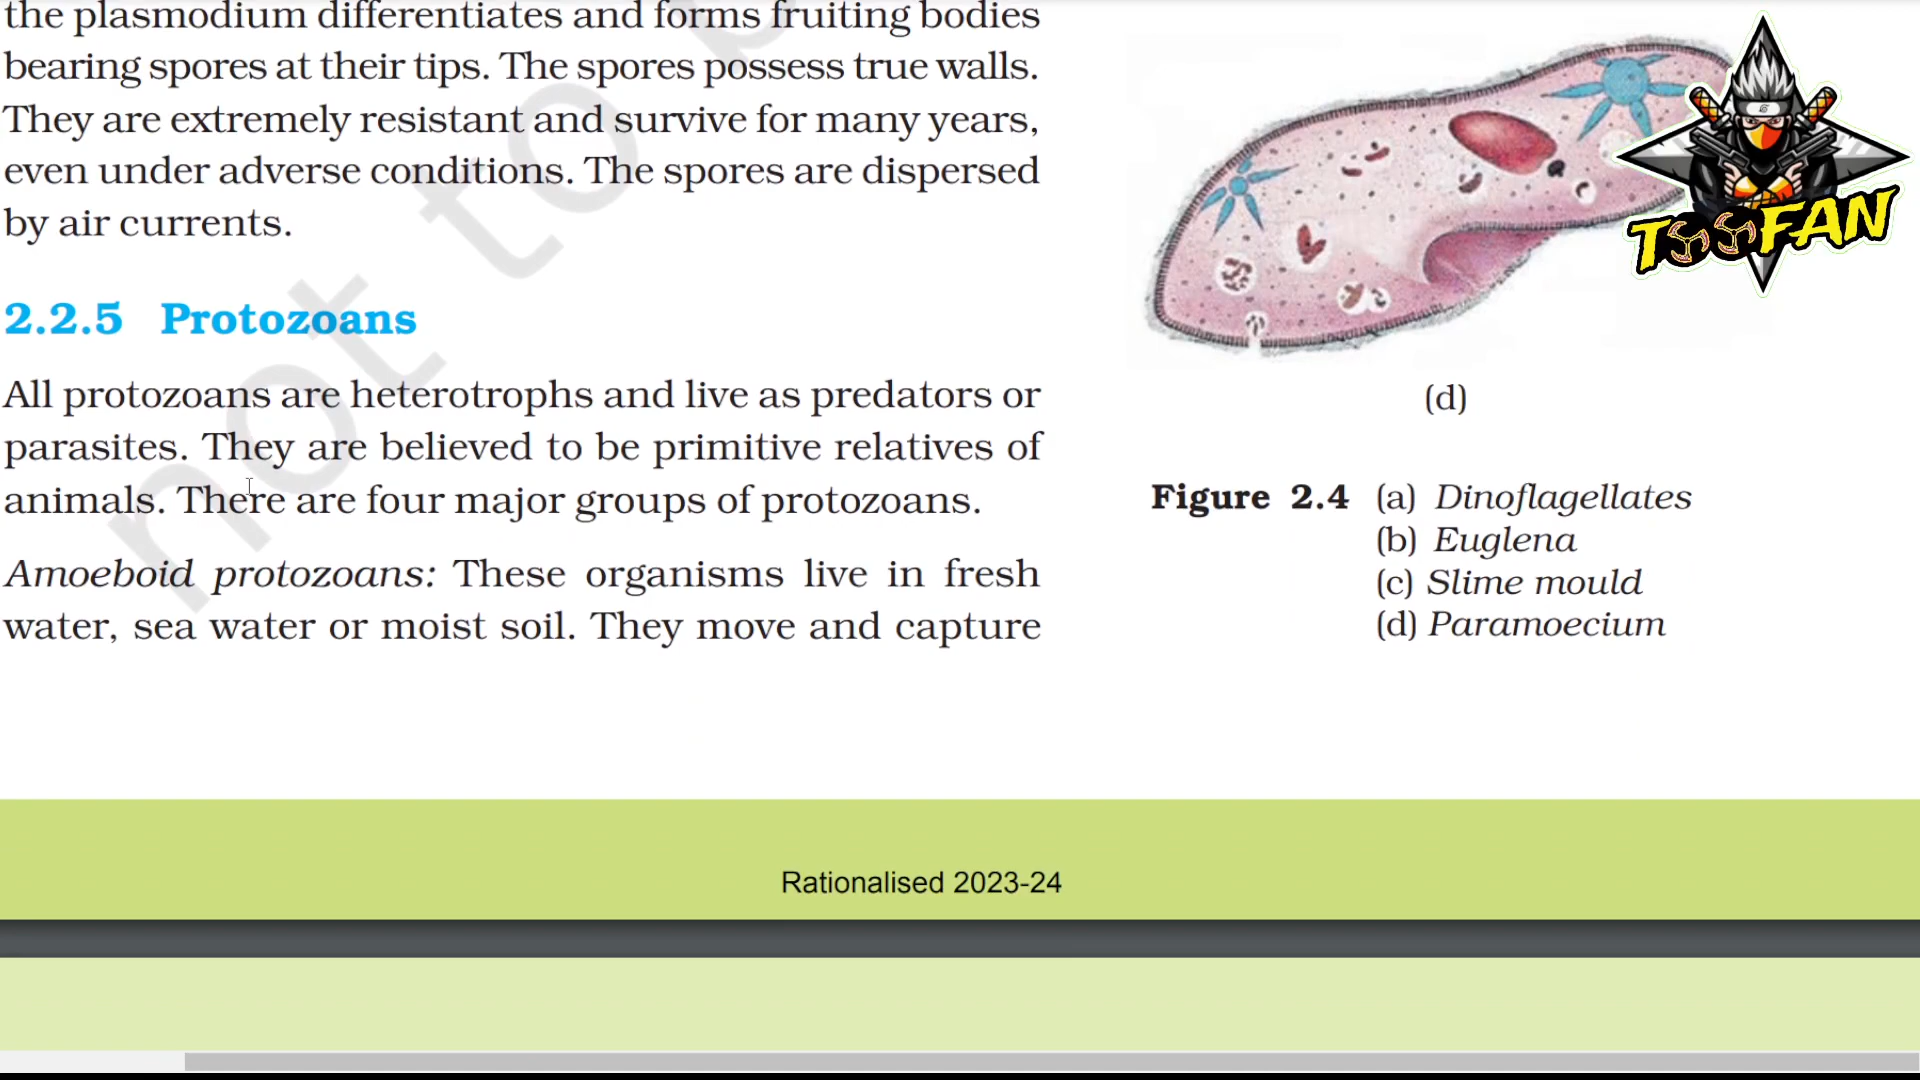 the plasmodium differentiates and forms fruiting bodies
bearing spores at their tips. The spores possess true walls.
They are extremely resistant and survive for many years,
even under adverse conditions. The spores are dispersed
by air currents.
2.2.5 Protozoans
All protozoans are heterotrophs and live as predators or
parasites. They are believed to be primitive relatives of
animals. There are four major groups of protozoans.
Amoeboid protozoans: These organisms live in fresh
water, sea water or moist soil. They move and capture
not to b
TOOFAN
(d)
Figure 2.4 (a) Dinoflagellates
(b) Euglena
(c) Slime mould
(d) Paramoecium
Rationalised 2023-24